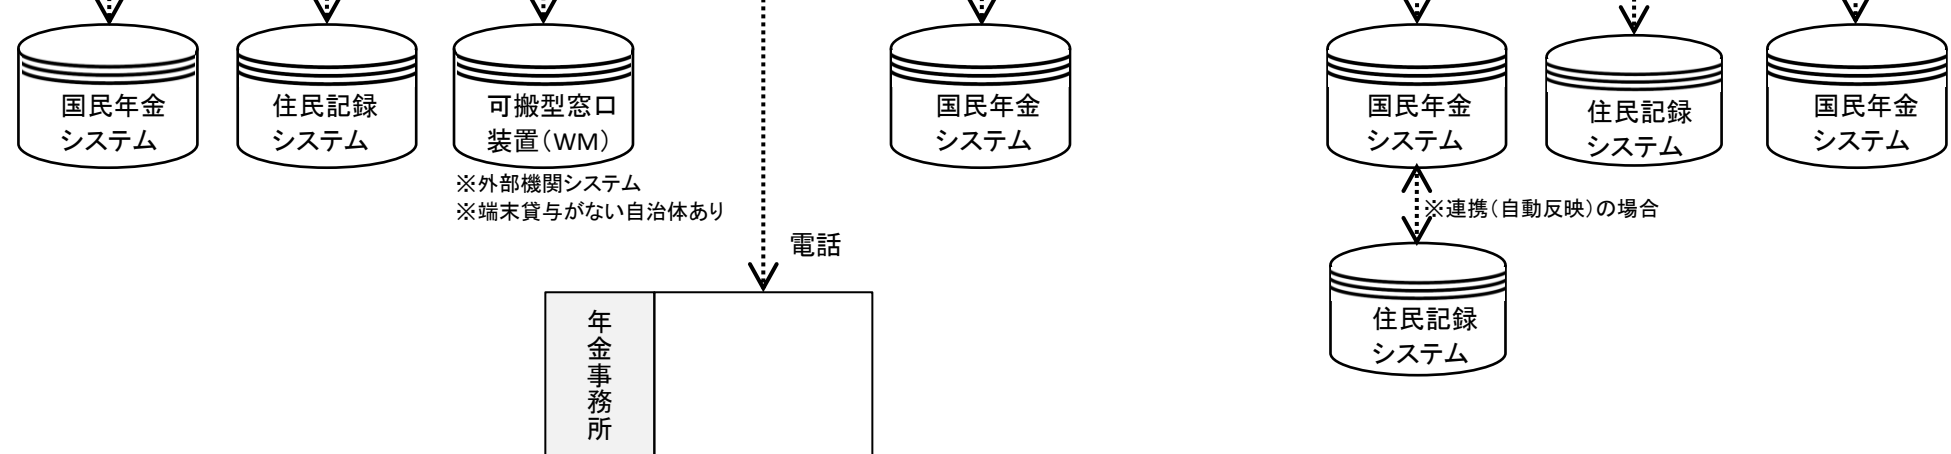 国民年金
システム
住民記録
システム
可搬型窓口
装置（WM）
※外部機関システム
※端末貸与がない自治体あり
国民年金
システム
国民年金
システム
住民記録
システム
国民年金
システム
※連携（自動反映）の場合
電話
住民記録
システム
年金事務所